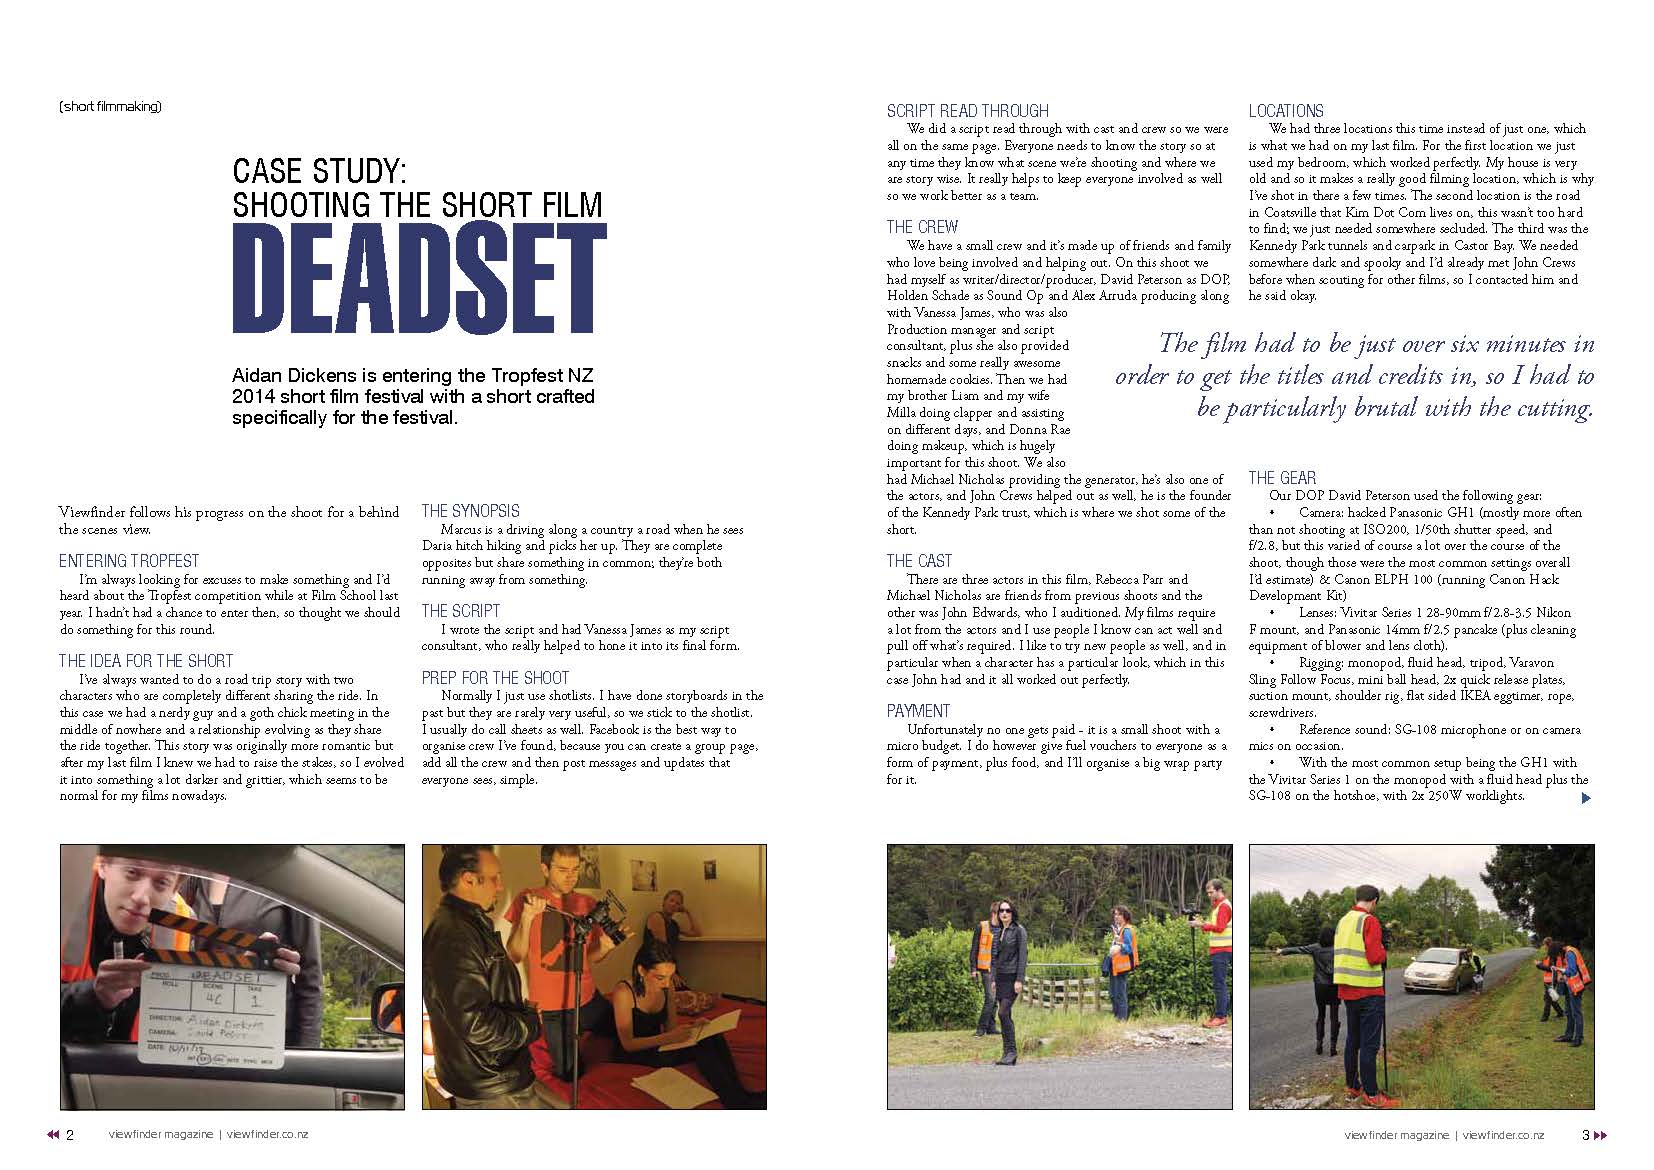 (short filmmaking)
CASE STUDY:
SHOOTING THE SHORT FILM
DEADSET
Aidan Dickens is entering the Tropfest NZ
2014 short film festival with a short crafted
specifically for the festival.
Viewfinder follows his progress on the shoot for a behind
the scenes view.
ENTERING TROPFEST
I'm always looking for excuses to make something and I'd
heard about the Tropfest competition while at Film School last
year. I hadn't had a chance to enter then, so thought we should
do something for this round.
THE IDEA FOR THE SHORT
I've always wanted to do a road trip story with two
characters who are completely different sharing the ride. In
this case we had a nerdy guy and a goth chick meeting in the
middle of nowhere and a relationship evolving as they share
the ride together. This story was originally more romantic but
after my last film I knew we had to raise the stakes, so I evolved
it into something a lot darker and grittier, which seems to be
normal for my films nowadays.
THE SYNOPSIS
Marcus is a driving along a country a road when he sees
Daria hitch hiking and picks her up. They are complete
opposites but share something in common; they're both
running away from something.
THE SCRIPT
I wrote the script and had Vanessa James as my script
consultant, who really helped to hone it into its final form.
PREP FOR THE SHOOT
Normally I just use shotlists. I have done storyboards in the
past but they are rarely very useful, so we stick to the shotlist.
I usually do call sheets as well. Facebook is the best way to
organise crew I've found, because you can create a group page,
add all the crew and then post messages and updates that
everyone sees, simple.
SCRIPT READ THROUGH
We did a script read through with cast and crew so we were
all on the same page. Everyone needs to know the story so at
any time they know what scene we're shooting and where we
are story wise. It really helps to keep everyone involved as well
so we work better as a team.
THE CREW
We have a small crew and it's made up of friends and family
who love being involved and helping out. On this shoot we
had myself as writer/director/producer, David Peterson as DOP,
Holden Schade as Sound Op and Alex Arruda producing along
with Vanessa James, who was also
Production manager and script
consultant, plus she also provided
snacks and some really awesome
homemade cookies. Then we had
my brother Liam and my wife
Milla doing clapper and assisting
on different days, and Donna Rae
doing makeup, which is hugely
important for this shoot. We also
had Michael Nicholas providing the generator, he's also one of
the actors, and John Crews helped out as well, he is the founder
of the Kennedy Park trust, which is where we shot some of the
short.
THE CAST
There are three actors in this film, Rebecca Parr and
Michael Nicholas are friends from previous shoots and the
other was John Edwards, who I auditioned. My films require
a lot from the actors and I use people I know can act well and
pull off what's required. I like to try new people as well, and in
particular when a character has a particular look, which in this
case John had and it all worked out perfectly.
PAYMENT
Unfortunately no one gets paid - it is a small shoot with a
micro budget. I do however give fuel vouchers to everyone as a
form of payment, plus food, and I'll organise a big wrap party
for it.
LOCATIONS
We had three locations this time instead of just one, which
is what we had on my last film. For the first location we just
used my bedroom, which worked perfectly. My house is very
old and so it makes a really good filming location, which is why
I've shot in there a few times. The second location is the road
in Coatsville that Kim Dot Com lives on, this wasn't too hard
to find; we just needed somewhere secluded. The third was the
Kennedy Park tunnels and carpark in Castor Bay. We needed
somewhere dark and spooky and I'd already met John Crews
before when scouting for other films, so I contacted him and
he said okay.
The film had to be just over six minutes in
order to get the titles and credits in, so I had to
be particularly brutal with the cutting.
THE GEAR
Our DOP David Peterson used the following gear:
• Camera: hacked Panasonic GH1 (mostly more often
than not shooting at ISO200, 1/50th shutter speed, and
f/2.8, but this varied of course a lot over the course of the
shoot, though those were the most common settings overall
I'd estimate) & Canon ELPH 100 (running Canon Hack
Development Kit)
• Lenses: Vivitar Series 1 28-90mm f/2.8-3.5 Nikon
F mount, and Panasonic 14mm f/2.5 pancake (plus cleaning
equipment of blower and lens cloth).
• Rigging: monopod, fluid head, tripod, Varavon
Sling Follow Focus, mini ball head, 2x quick release plates,
suction mount, shoulder rig, flat sided IKEA eggtimer, rope,
screwdrivers.
• Reference sound: SG-108 microphone or on camera
mics on occasion.
• With the most common setup being the GH1 with
the Vivitar Series 1 on the monopod with a fluid head plus the
SG-108 on the hotshoe, with 2x 250W worklights.
DEADSET
ROLL
SCENE
TAKE
4C
1
DIRECTOR: Aidan Dickens
CAMERA:
DATE: 10/11/13
2
viewfinder magazine | viewfinder.co.nz
viewfinder magazine | viewfinder.co.nz
3